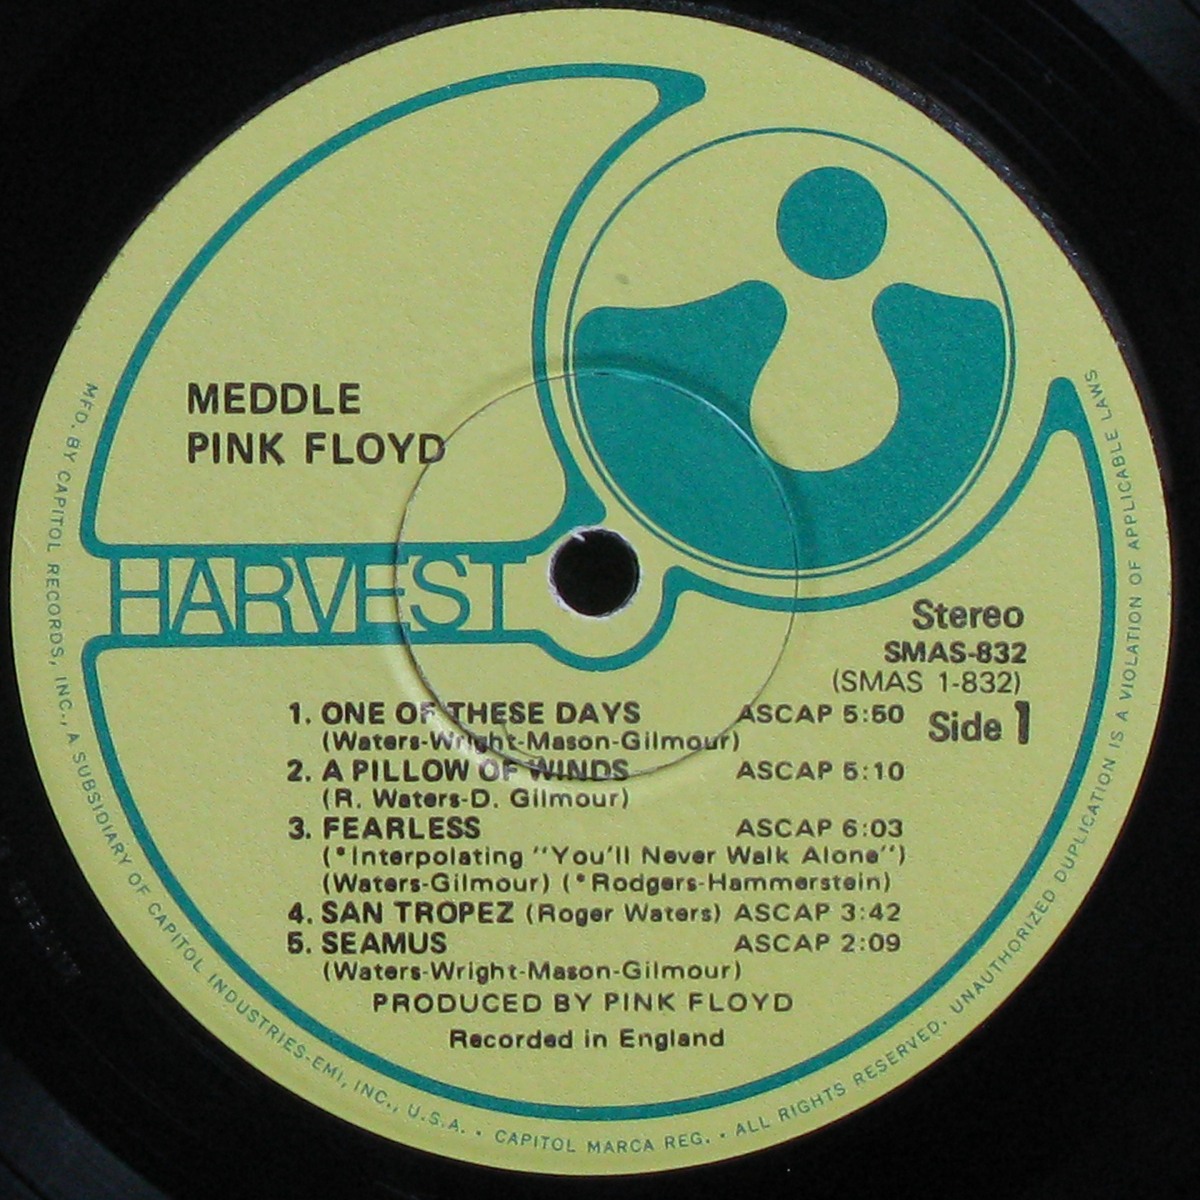 MEDDLE
PINK FLOYD
HARVEST
Stereo
SMAS-832
(SMAS 1-832)
Side 1
1. ONE OF THESE DAYS ASCAP 5:50
(Waters-Wright-Mason-Gilmour)
2. A PILLOW OF WINDS ASCAP 5:10
(R. Waters-D. Gilmour)
3. FEARLESS ASCAP 6:03
(*Interpolating "You'll Never Walk Alone")
(Waters-Gilmour) (*Rodgers-Hammerstein)
4. SAN TROPEZ (Roger Waters) ASCAP 3:42
5. SEAMUS ASCAP 2:09
(Waters-Wright-Mason-Gilmour)
PRODUCED BY PINK FLOYD
Recorded in England
MFD. BY CAPITOL RECORDS, INC., A SUBSIDIARY OF CAPITOL INDUSTRIES-EMI, INC., U.S.A. • CAPITOL MARCA REG. • ALL RIGHTS RESERVED. UNAUTHORIZED DUPLICATION IS A VIOLATION OF APPLICABLE LAWS